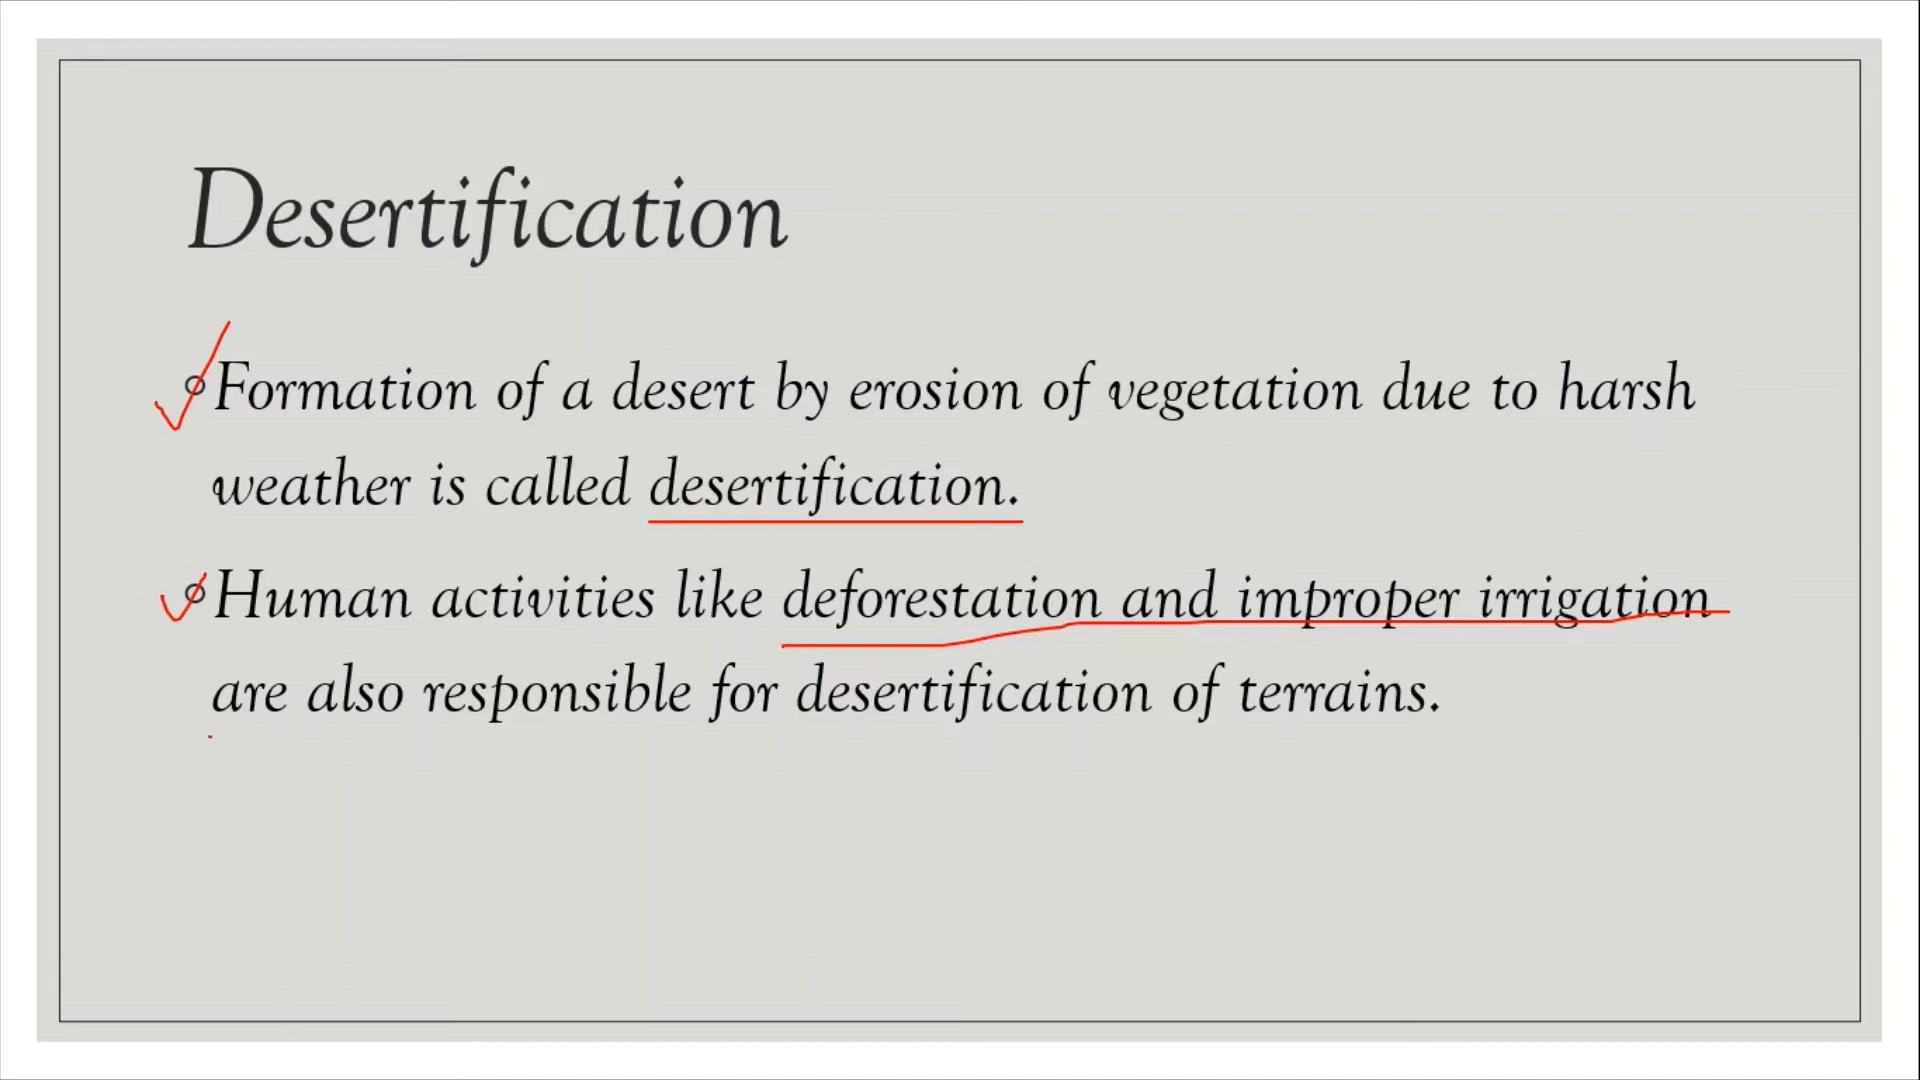 Desertification
Formation of a desert by erosion of vegetation due to harsh
weather is called desertification.
Human activities like deforestation and improper irrigation
are also responsible for desertification of terrains.